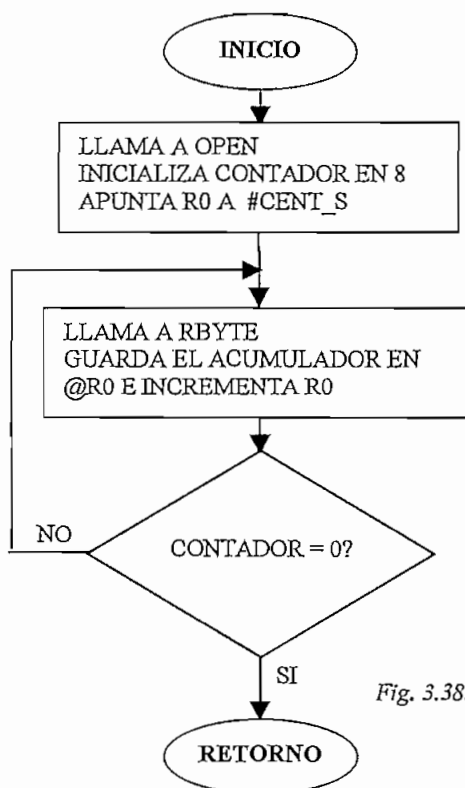 INICIO
LLAMA A OPEN
INICIALIZA CONTADOR EN 8
APUNTA R0 A #CENT_S
LLAMA A RBYTE
GUARDA EL ACUMULADOR EN
@R0 E INCREMENTA R0
NO
CONTADOR = 0?
SI
Fig. 3.38.
RETORNO